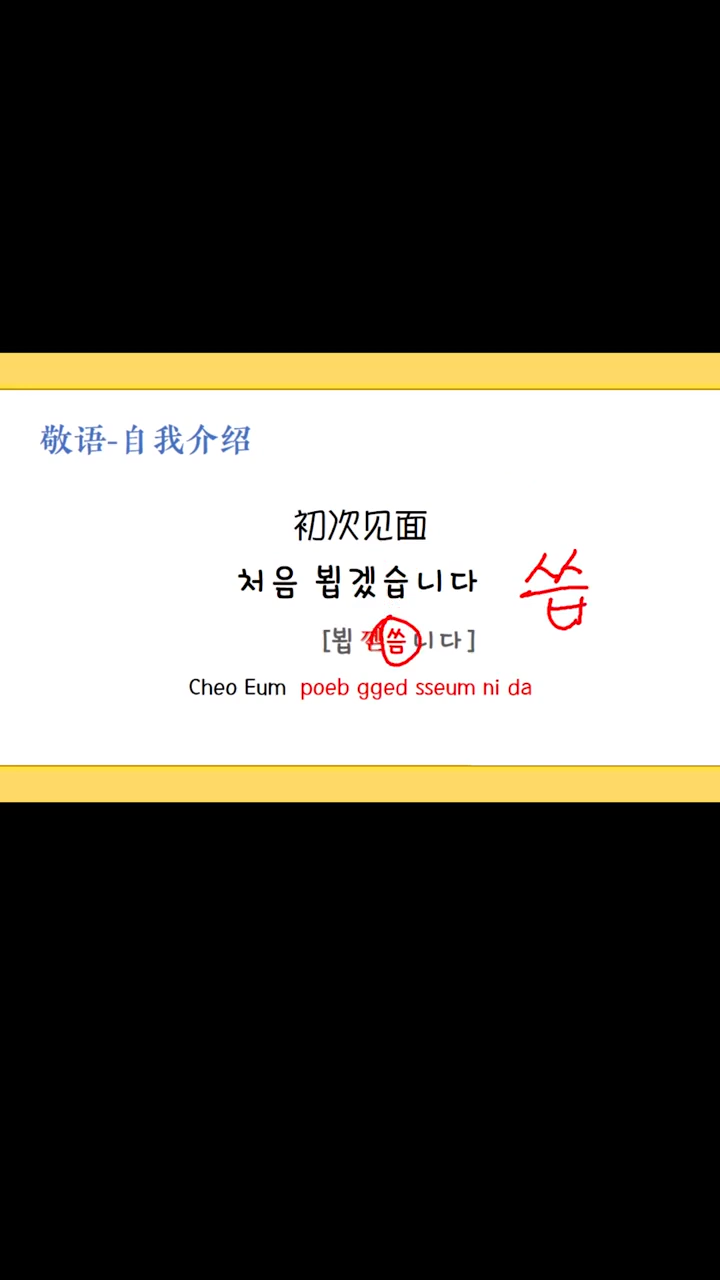 敬语-自我介绍
初次见面
처음 뵙겠습니다
씁
[뵙 씀니다]
Cheo Eum poeb gged sseum ni da